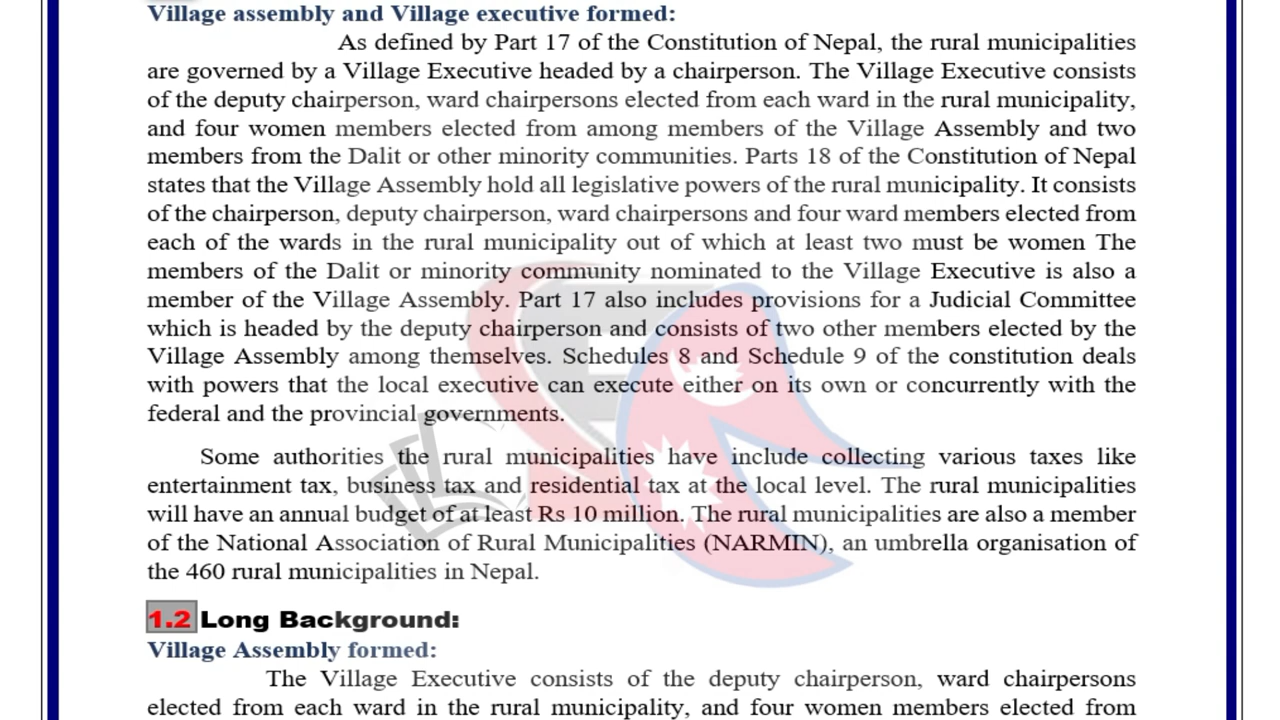 Village assembly and Village executive formed:
As defined by Part 17 of the Constitution of Nepal, the rural municipalities
are governed by a Village Executive headed by a chairperson. The Village Executive consists
of the deputy chairperson, ward chairpersons elected from each ward in the rural municipality,
and four women members elected from among members of the Village Assembly and two
members from the Dalit or other minority communities. Parts 18 of the Constitution of Nepal
states that the Village Assembly hold all legislative powers of the rural municipality. It consists
of the chairperson, deputy chairperson, ward chairpersons and four ward members elected from
each of the wards in the rural municipality out of which at least two must be women The
members of the Dalit or minority community nominated to the Village Executive is also a
member of the Village Assembly. Part 17 also includes provisions for a Judicial Committee
which is headed by the deputy chairperson and consists of two other members elected by the
Village Assembly among themselves. Schedules 8 and Schedule 9 of the constitution deals
with powers that the local executive can execute either on its own or concurrently with the
federal and the provincial governments.
Some authorities the rural municipalities have include collecting various taxes like
entertainment tax, business tax and residential tax at the local level. The rural municipalities
will have an annual budget of at least Rs 10 million. The rural municipalities are also a member
of the National Association of Rural Municipalities (NARMIN), an umbrella organisation of
the 460 rural municipalities in Nepal.
1.2 Long Background:
Village Assembly formed:
The Village Executive consists of the deputy chairperson, ward chairpersons
elected from each ward in the rural municipality, and four women members elected from